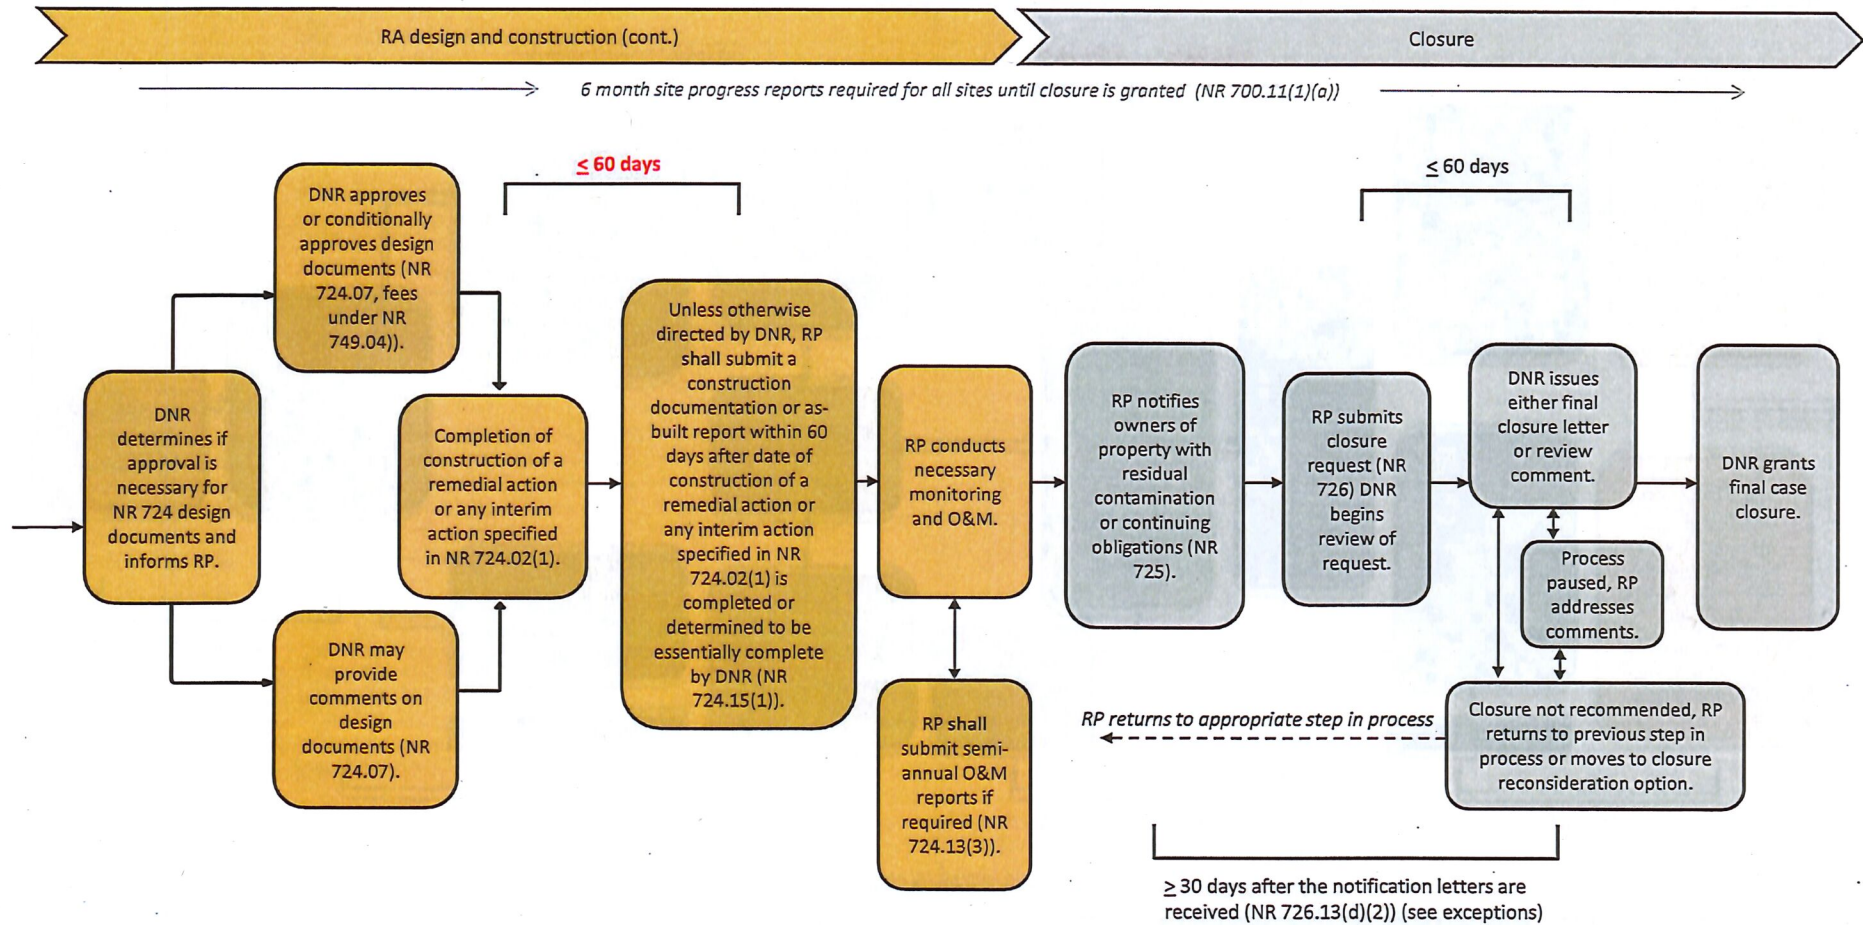 RA design and construction (cont.)
Closure
6 month site progress reports required for all sites until closure is granted (NR 700.11(1)(a))
≤ 60 days
≤ 60 days
DNR approves
or conditionally
approves design
documents (NR
724.07, fees
under NR
749.04)).
DNR
determines if
approval is
necessary for
NR 724 design
documents and
informs RP.
DNR may
provide
comments on
design
documents (NR
724.07).
Completion of
construction of a
remedial action
or any interim
action specified
in NR 724.02(1).
Unless otherwise
directed by DNR, RP
shall submit a
construction
documentation or as-
built report within 60
days after date of
construction of a
remedial action or
any interim action
specified in NR
724.02(1) is
completed or
determined to be
essentially complete
by DNR (NR
724.15(1)).
RP conducts
necessary
monitoring
and O&M.
RP shall
submit semi-
annual O&M
reports if
required (NR
724.13(3)).
RP notifies
owners of
property with
residual
contamination
or continuing
obligations (NR
725).
RP submits
closure
request (NR
726) DNR
begins
review of
request.
DNR issues
either final
closure letter
or review
comment.
Process
paused, RP
addresses
comments.
DNR grants
final case
closure.
RP returns to appropriate step in process
Closure not recommended, RP
returns to previous step in
process or moves to closure
reconsideration option.
≥ 30 days after the notification letters are
received (NR 726.13(d)(2)) (see exceptions)